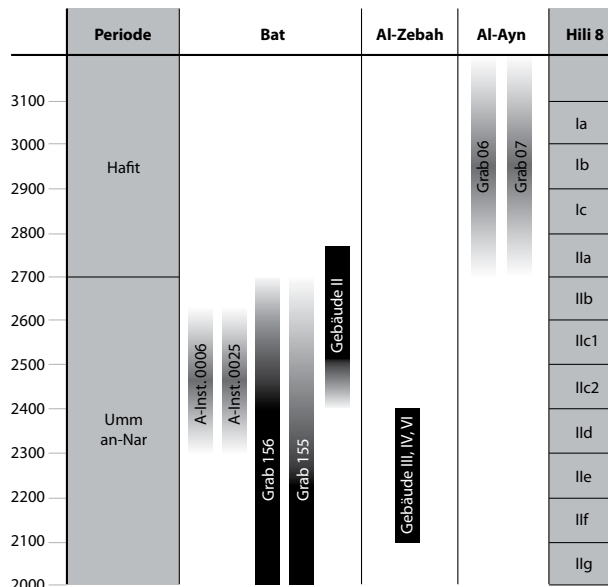 Periode Bat Al-Zebah Al-Ayn Hili 8
3100
3000
2900
2800
2700
2600
2500
2400
2300
2200
2100
2000
Hafit
Umm
an-Nar
A-Inst. 0006
A-Inst. 0025
Grab 156
Grab 155
Gebäude II
Gebäude III, IV, VI
Grab 06
Grab 07
Ia
Ib
Ic
IIa
IIb
IIc1
IIc2
IId
IIe
IIf
IIg